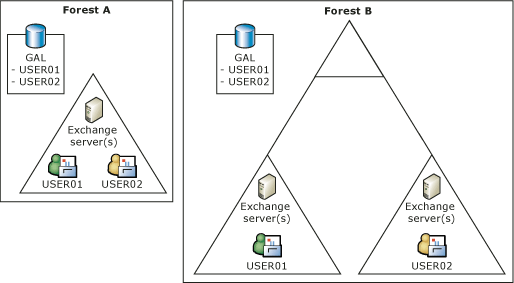 Forest A
GAL
- USER01
- USER02
Exchange
server(s)
USER01
USER02
Forest B
GAL
- USER01
- USER02
Exchange
server(s)
USER01
Exchange
server(s)
USER02